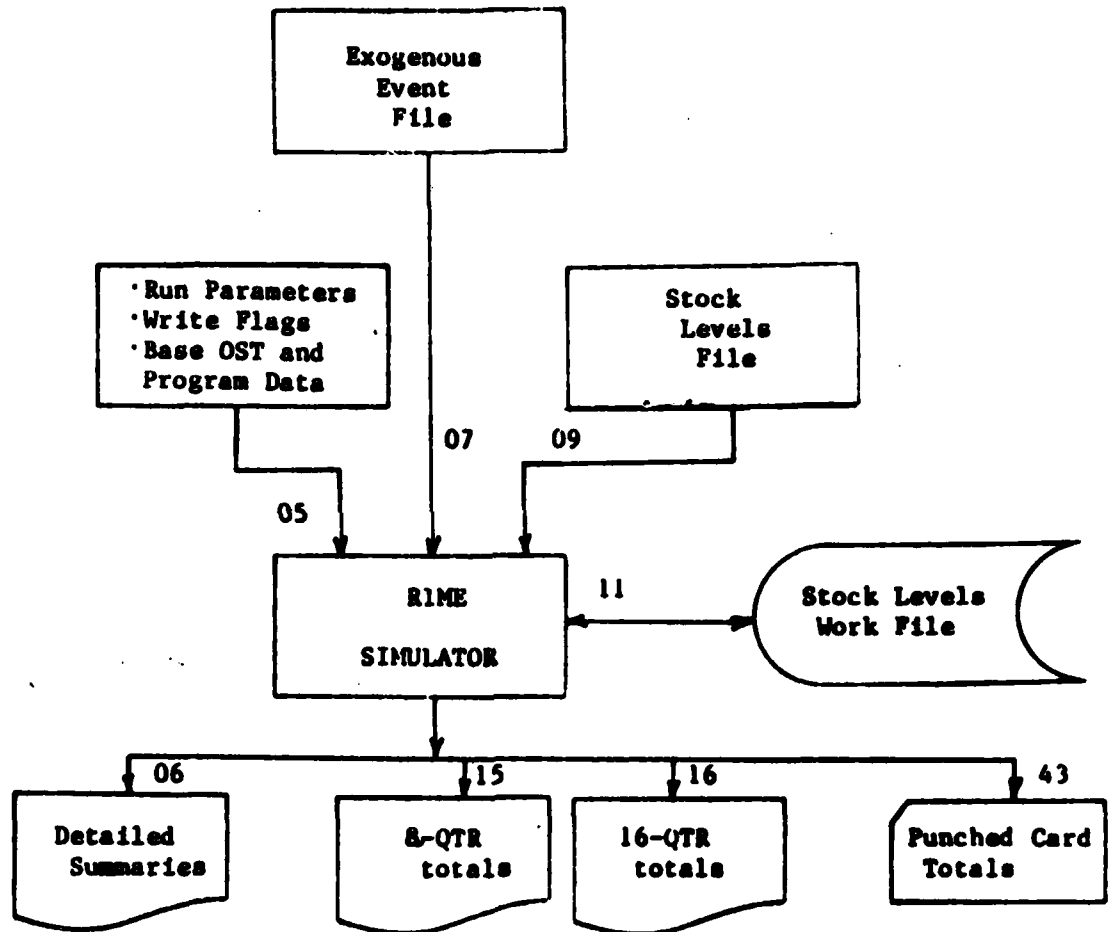 Exogenous
Event
File
·Run Parameters
·Write Flags
·Base OST and
Program Data
Stock
Levels
File
07
09
05
RIME
SIMULATOR
11
Stock Levels
Work File
06
15
16
43
Detailed
Summaries
8-QTR
totals
16-QTR
totals
Punched Card
Totals